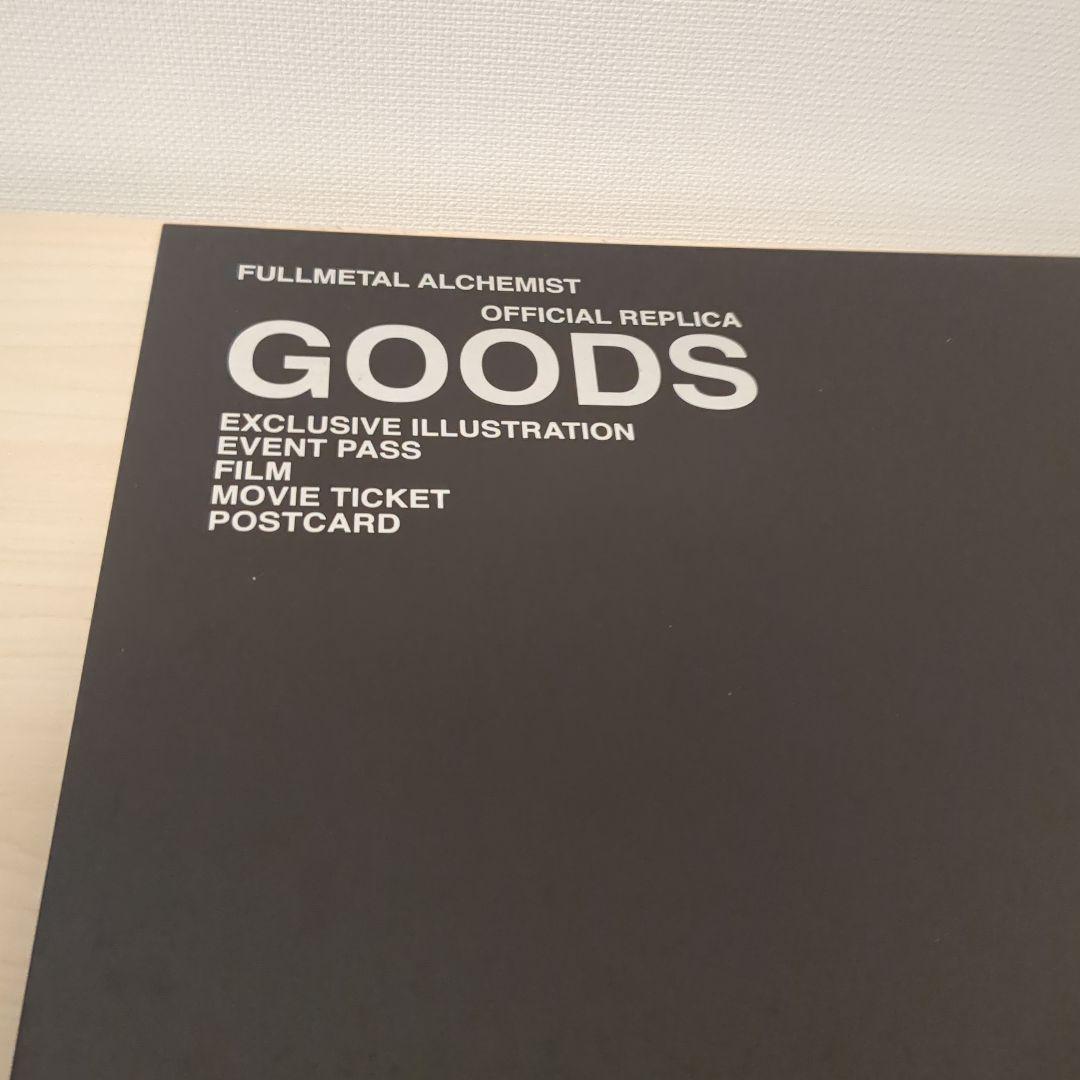 FULLMETAL ALCHEMIST
OFFICIAL REPLICA
GOODS
EXCLUSIVE ILLUSTRATION
EVENT PASS
FILM
MOVIE TICKET
POSTCARD